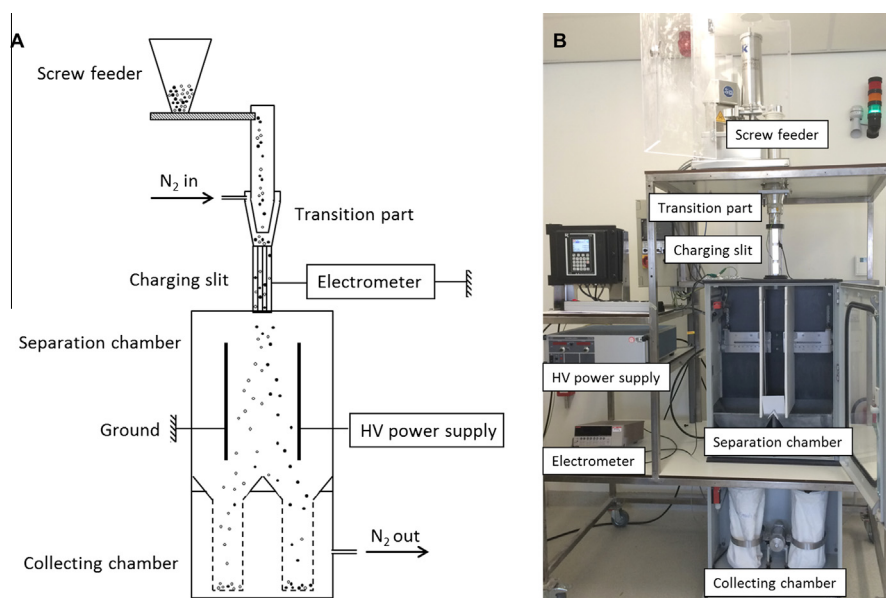 A
Screw feeder
N2 in
Transition part
Charging slit
Electrometer
Separation chamber
Ground
HV power supply
Collecting chamber
N2 out
B
K
Screw feeder
Transition part
Charging slit
HV power supply
Separation chamber
Electrometer
Collecting chamber